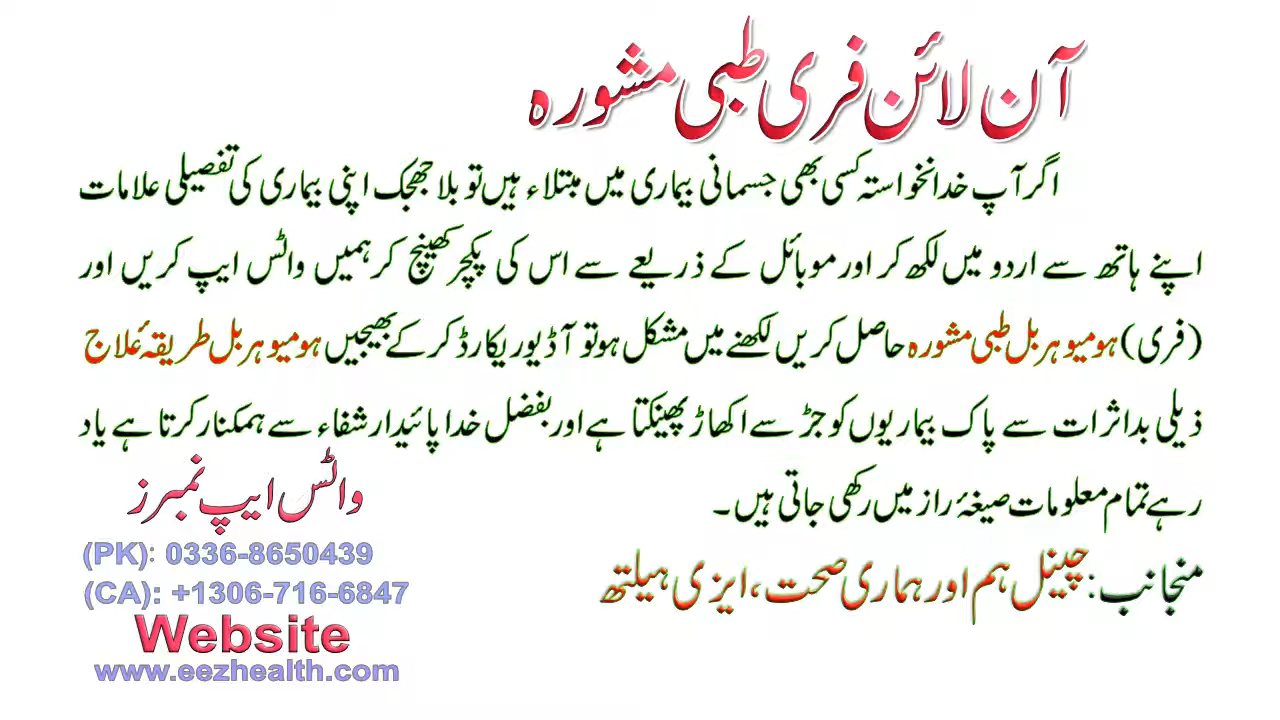 آن لائن فری طبی مشورہ
اگر آپ خدانخواستہ کسی بھی جسمانی بیماری میں مبتلاء ہیں تو بلا جھجک اپنی بیماری کی تفصیلی علامات
اپنے ہاتھ سے اردو میں لکھ کر اور موبائل کے ذریعے سے اس کی پکچر کھینچ کر ہمیں واٹس ایپ کریں اور
(فری) ہومیو ہربل طبی مشورہ حاصل کریں لکھنے میں مشکل ہو تو آڈیو ریکارڈ کر کے بھیجیں ہومیو ہربل طریقہ علاج
ذیلی بداثرات سے پاک بیماریوں کو جڑ سے اکھاڑ پھینکتا ہے اور بفضل خدا پائیدار شفاء سے ہمکنار کرتا ہے یاد
رہے تمام معلومات صیغۂ راز میں رکھی جاتی ہیں۔
منجانب: چینل ہم اور ہماری صحت، ایزی ہیلتھ
واٹس ایپ نمبرز
(PK): 0336-8650439
(CA): +1306-716-6847
Website
www.eezhealth.com